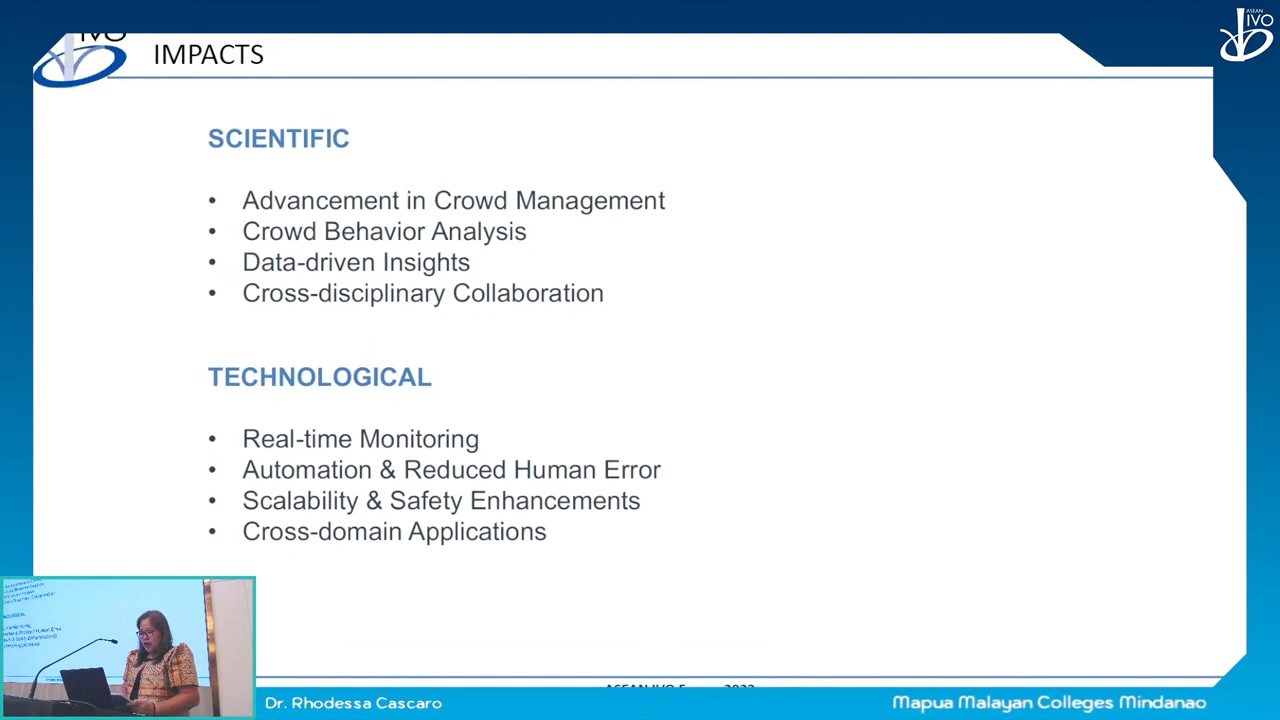 IVO
IMPACTS
ASEAN
IVO
SCIENTIFIC
• Advancement in Crowd Management
• Crowd Behavior Analysis
• Data-driven Insights
• Cross-disciplinary Collaboration
TECHNOLOGICAL
• Real-time Monitoring
• Automation & Reduced Human Error
• Scalability & Safety Enhancements
• Cross-domain Applications
Dr. Rhodessa Cascaro
Mapua Malayan Colleges Mindanao